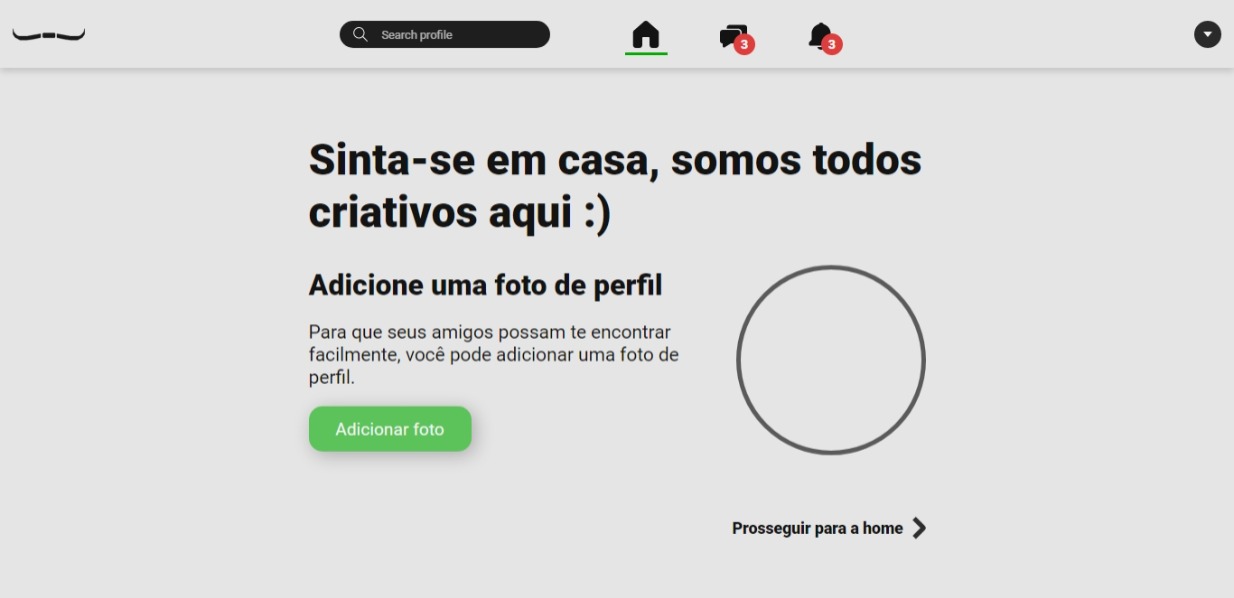 Search profile
3
3
Sinta-se em casa, somos todos
criativos aqui :)
Adicione uma foto de perfil
Para que seus amigos possam te encontrar
facilmente, você pode adicionar uma foto de
perfil.
Adicionar foto
Prosseguir para a home